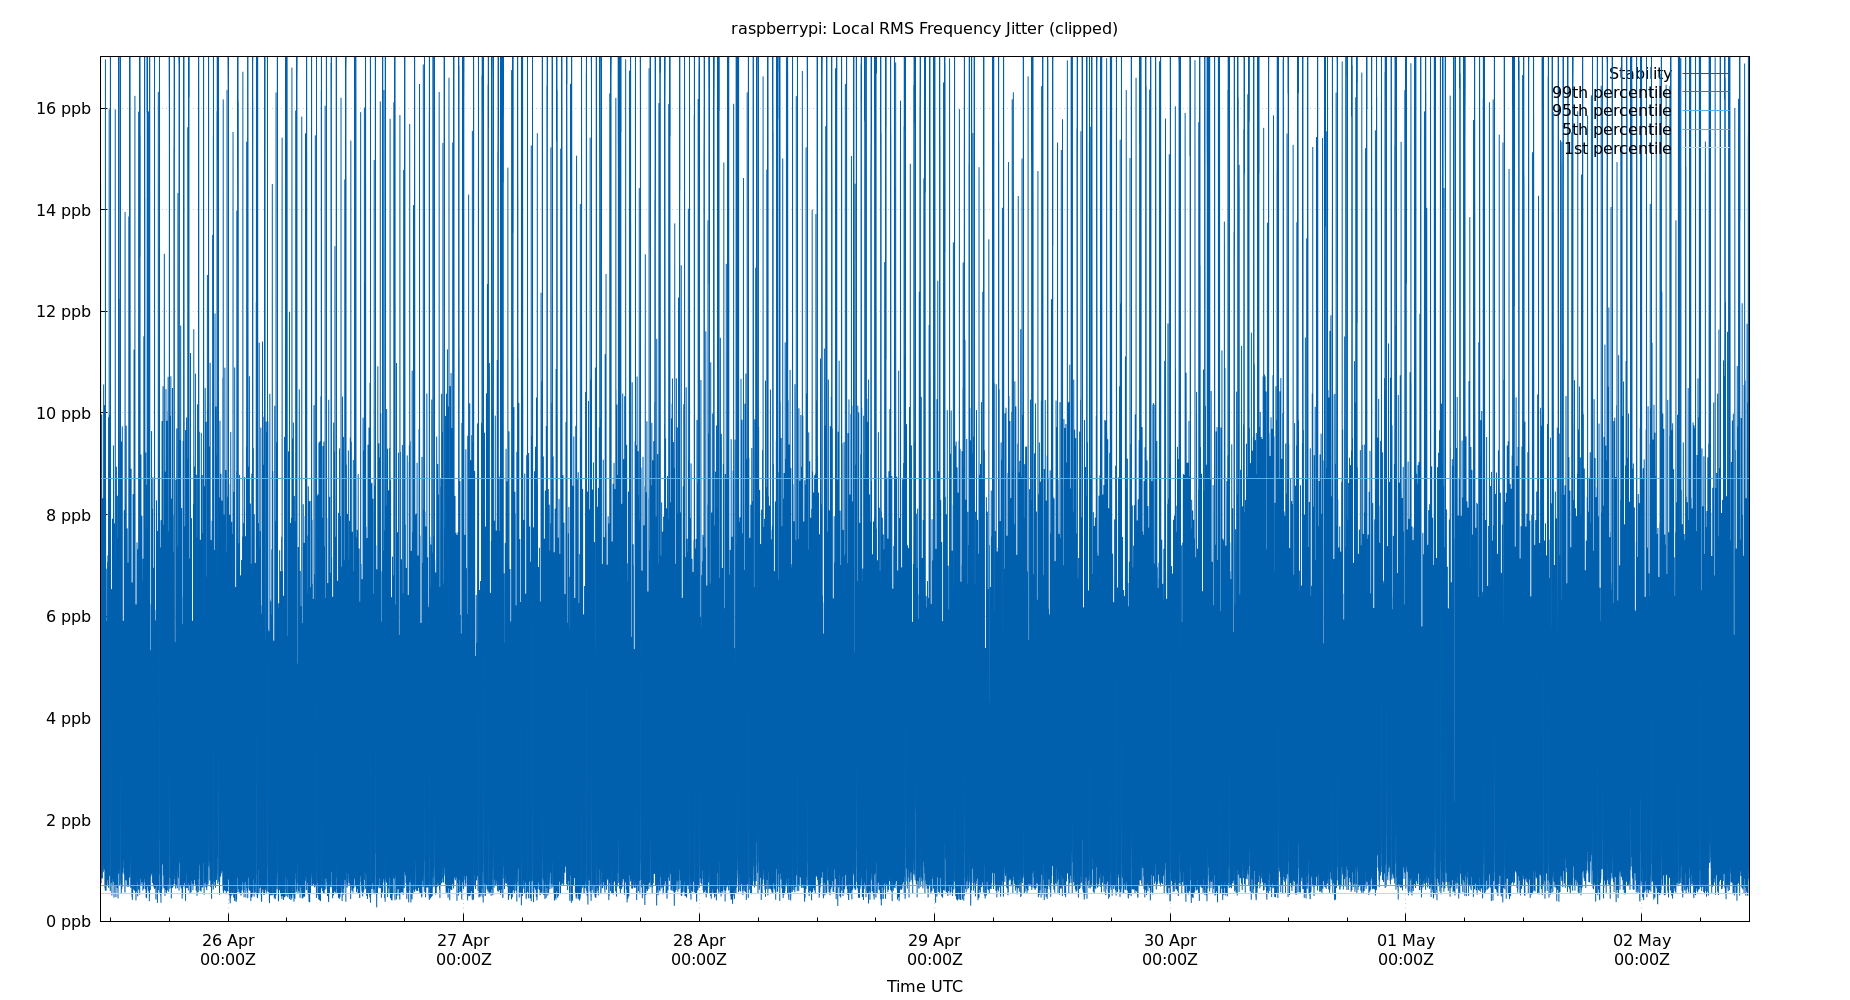 raspberrypi: Local RMS Frequency Jitter (clipped)
Stability
99th percentile
95th percentile
5th percentile
1st percentile
16 ppb
14 ppb
12 ppb
10 ppb
8 ppb
6 ppb
4 ppb
2 ppb
0 ppb
26 Apr 27 Apr 28 Apr 29 Apr 30 Apr 01 May 02 May
00:00Z 00:00Z 00:00Z 00:00Z 00:00Z 00:00Z 00:00Z
Time UTC